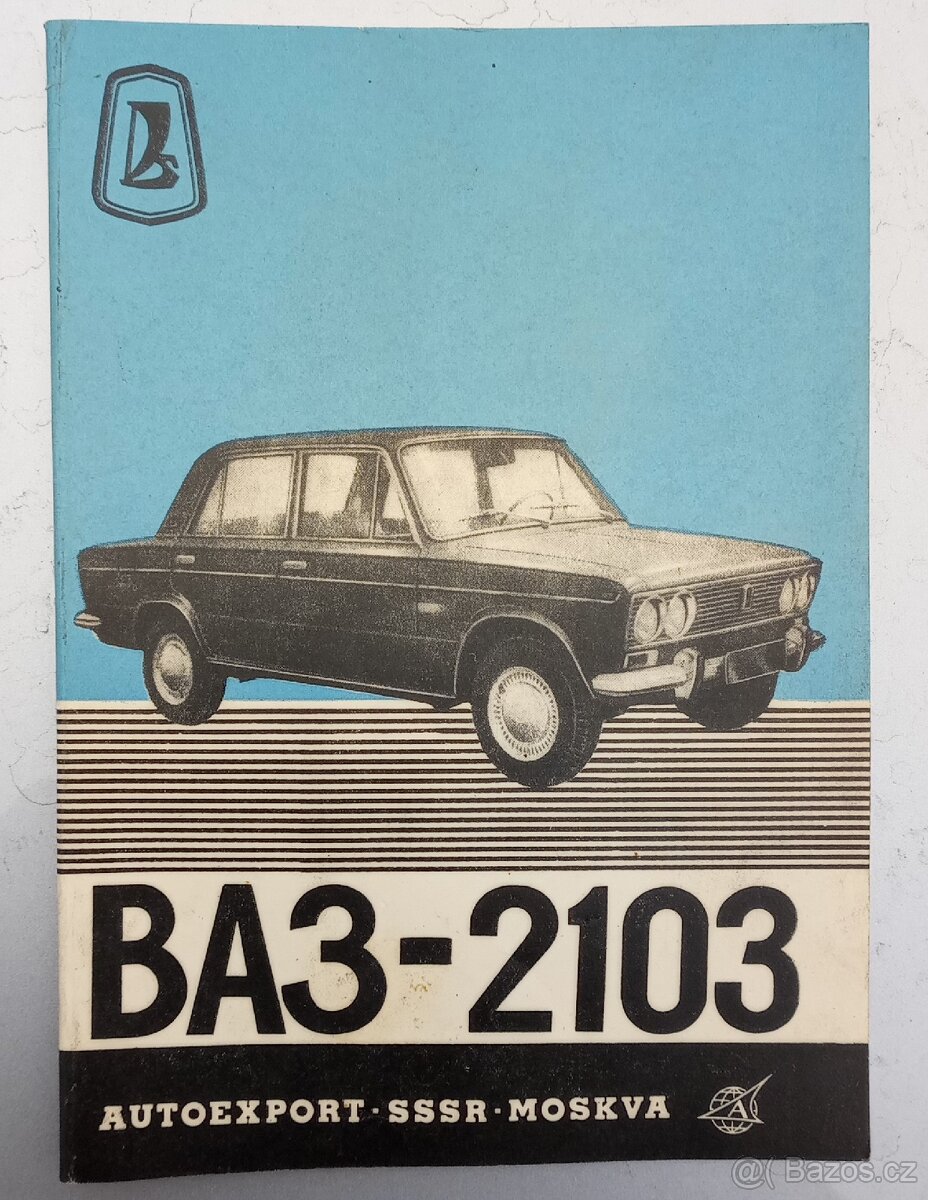 ВАЗ-2103
AUTOEXPORT · SSSR · MOSKVA
A
@( Bazos.cz